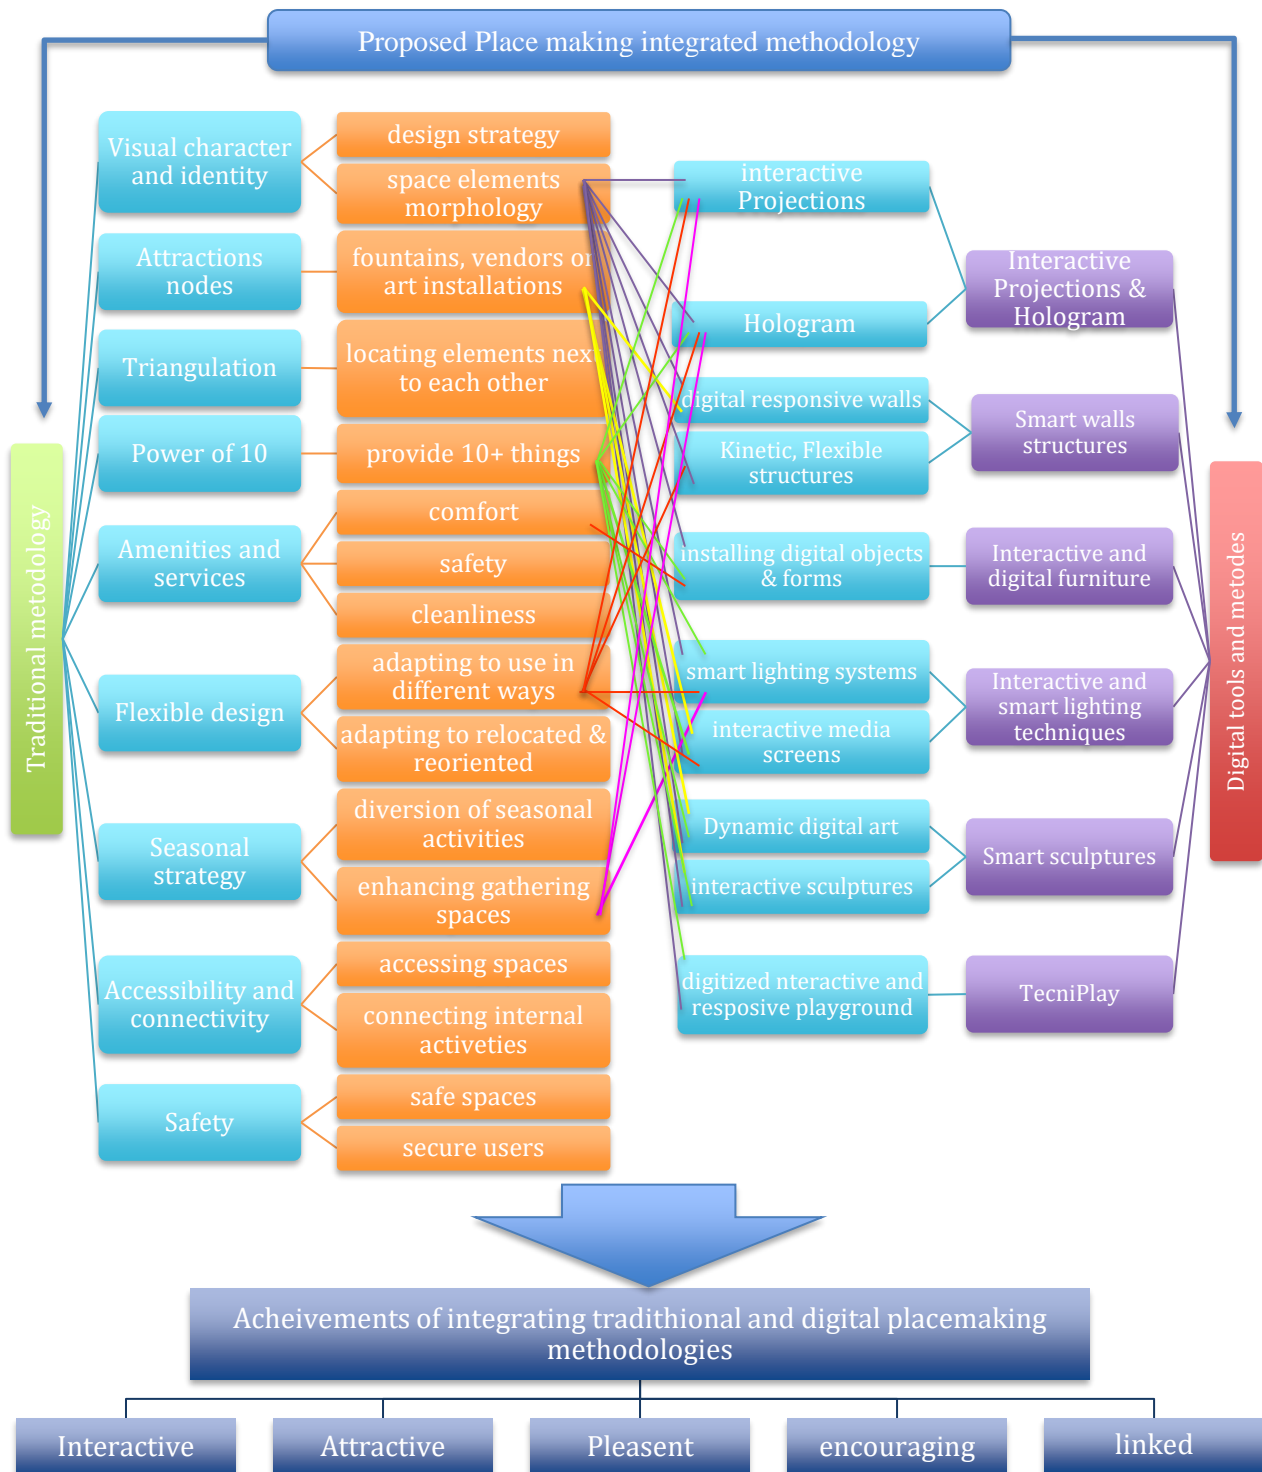 Proposed Place making integrated methodology
Traditional metodology
Visual character
and identity
Attractions
nodes
Triangulation
Power of 10
Amenities and
services
Flexible design
Seasonal
strategy
Accessibility and
connectivity
Safety
design strategy
space elements
morphology
fountains, vendors or
art installations
locating elements next
to each other
provide 10+ things
comfort
safety
cleanliness
adapting to use in
different ways
adapting to relocated &
reoriented
diversion of seasonal
activities
enhancing gathering
spaces
accessing spaces
connecting internal
activeties
safe spaces
secure users
interactive
Projections
Hologram
digital responsive walls
Kinetic, Flexible
structures
installing digital objects
& forms
smart lighting systems
interactive media
screens
Dynamic digital art
interactive sculptures
digitized nteractive and
resposive playground
Interactive
Projections &
Hologram
Smart walls
structures
Interactive and
digital furniture
Interactive and
smart lighting
techniques
Smart sculptures
TecniPlay
Digital tools and metodes
Acheivements of integrating tradithional and digital placemaking
methodologies
Interactive
Attractive
Pleasent
encouraging
linked